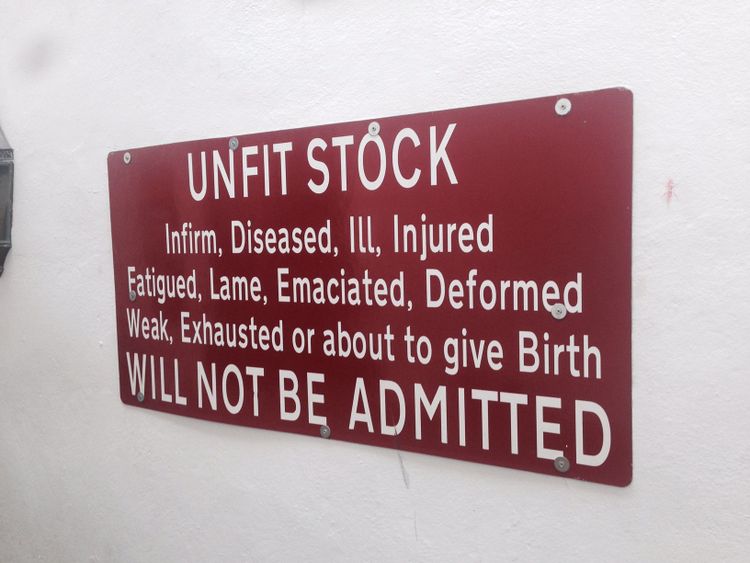 UNFIT STOCK
Infirm, Diseased, Ill, Injured
Fatigued, Lame, Emaciated, Deformed
Weak, Exhausted or about to give Birth
WILL NOT BE ADMITTED